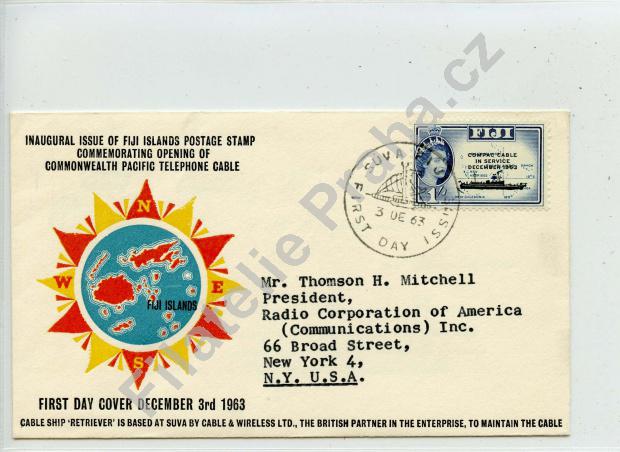 INAUGURAL ISSUE OF FIJI ISLANDS POSTAGE STAMP
COMMEMORATING OPENING OF
COMMONWEALTH PACIFIC TELEPHONE CABLE
N
W
E
S
FIJI ISLANDS
FIRST DAY COVER DECEMBER 3rd 1963
CABLE SHIP 'RETRIEVER' IS BASED AT SUVA BY CABLE & WIRELESS LTD., THE BRITISH PARTNER IN THE ENTERPRISE, TO MAINTAIN THE CABLE
FIJI
COMPAC CABLE
IN SERVICE
DECEMBER 1963
1/-
SUVA
3 DE 63
FIRST DAY ISSUE
Mr. Thomson H. Mitchell
President,
Radio Corporation of America
(Communications) Inc.
66 Broad Street,
New York 4,
N.Y. U.S.A.
Filatelie Praha.cz